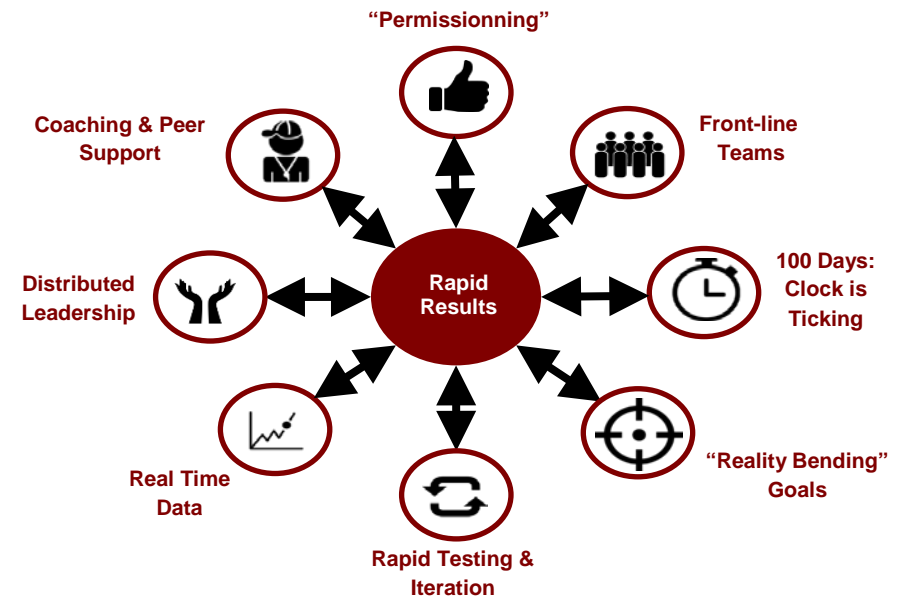 “Permissionning”
Coaching & Peer
Support
Front-line
Teams
Distributed
Leadership
Rapid
Results
100 Days:
Clock is
Ticking
Real Time
Data
“Reality Bending”
Goals
Rapid Testing &
Iteration